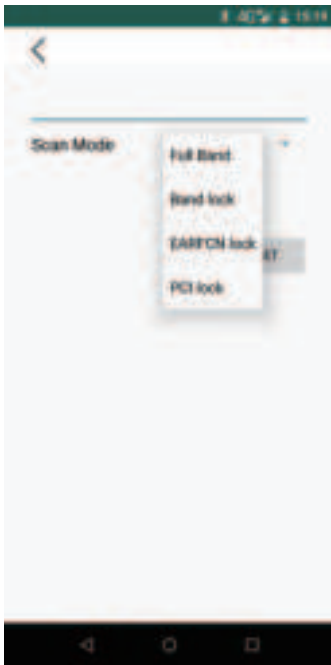 Scan Mode
Full Band
Band lock
EARFCN lock
PCI lock